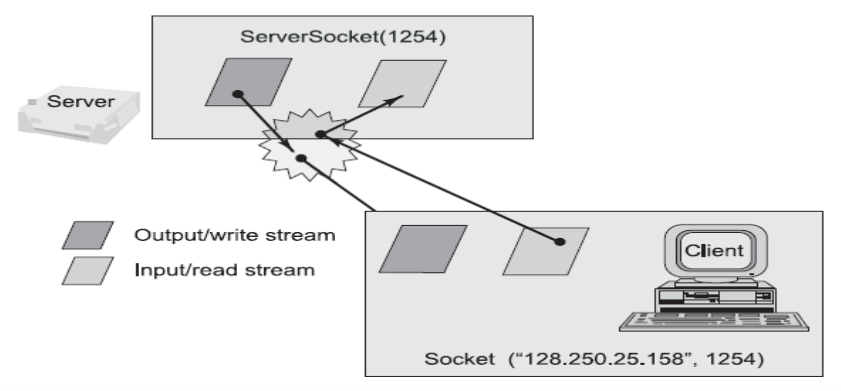 ServerSocket(1254)
Server
Output/write stream
Input/read stream
Client
Socket (“128.250.25.158”, 1254)